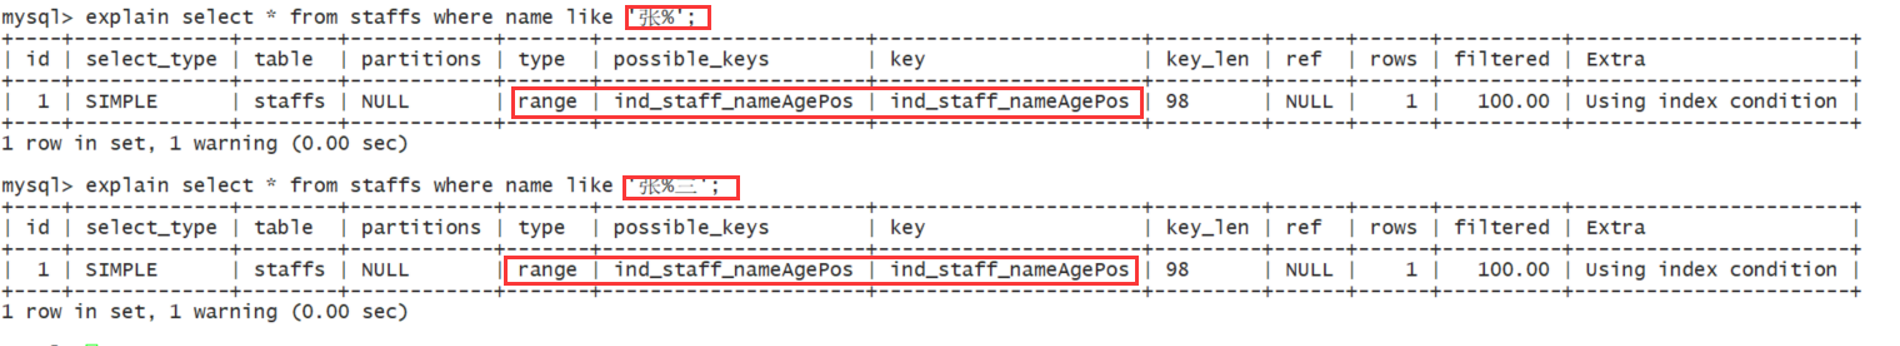 mysql> explain select * from staffs where name like '张%';
+----+-------------+--------+------------+-------+----------------------+----------------------+---------+------+------+----------+-----------------------+
| id | select_type | table | partitions | type | possible_keys | key | key_len | ref | rows | filtered | Extra |
+----+-------------+--------+------------+-------+----------------------+----------------------+---------+------+------+----------+-----------------------+
| 1 | SIMPLE | staffs | NULL | range | ind_staff_nameAgePos | ind_staff_nameAgePos | 98 | NULL | 1 | 100.00 | Using index condition |
+----+-------------+--------+------------+-------+----------------------+----------------------+---------+------+------+----------+-----------------------+
1 row in set, 1 warning (0.00 sec)
mysql> explain select * from staffs where name like '张%三';
+----+-------------+--------+------------+-------+----------------------+----------------------+---------+------+------+----------+-----------------------+
| id | select_type | table | partitions | type | possible_keys | key | key_len | ref | rows | filtered | Extra |
+----+-------------+--------+------------+-------+----------------------+----------------------+---------+------+------+----------+-----------------------+
| 1 | SIMPLE | staffs | NULL | range | ind_staff_nameAgePos | ind_staff_nameAgePos | 98 | NULL | 1 | 100.00 | Using index condition |
+----+-------------+--------+------------+-------+----------------------+----------------------+---------+------+------+----------+-----------------------+
1 row in set, 1 warning (0.00 sec)